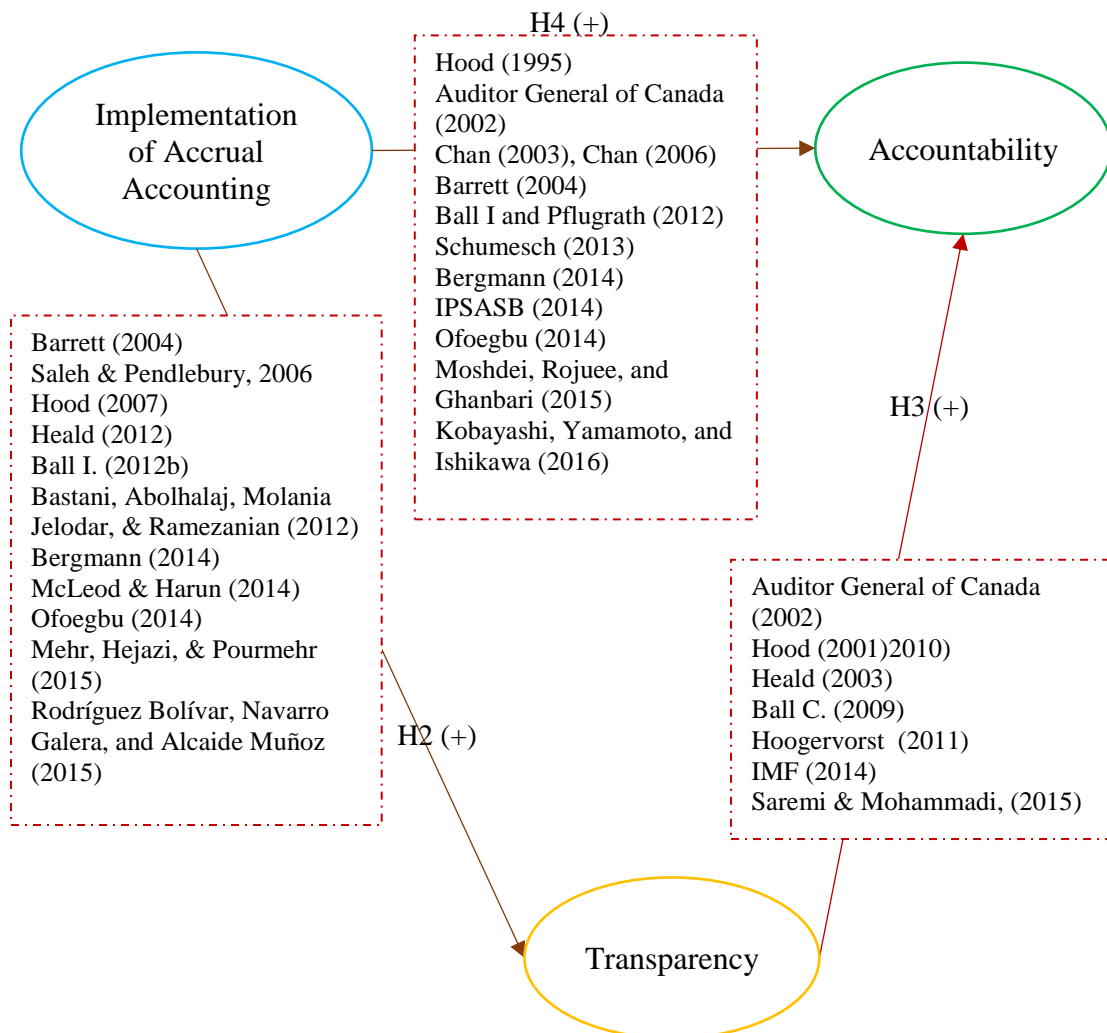 H4 (+)
Implementation
of Accrual
Accounting
Hood (1995)
Auditor General of Canada
(2002)
Chan (2003), Chan (2006)
Barrett (2004)
Ball I and Pflugrath (2012)
Schumesch (2013)
Bergmann (2014)
IPSASB (2014)
Ofoegbu (2014)
Moshdei, Rojuee, and
Ghanbari (2015)
Kobayashi, Yamamoto, and
Ishikawa (2016)
Accountability
Barrett (2004)
Saleh & Pendlebury, 2006
Hood (2007)
Heald (2012)
Ball I. (2012b)
Bastani, Abolhalaj, Molania
Jelodar, & Ramezanian (2012)
Bergmann (2014)
McLeod & Harun (2014)
Ofoegbu (2014)
Mehr, Hejazi, & Pourmehr
(2015)
Rodríguez Bolívar, Navarro
Galera, and Alcaide Muñoz
(2015)
H2 (+)
H3 (+)
Auditor General of Canada
(2002)
Hood (2001)2010)
Heald (2003)
Ball C. (2009)
Hoogervorst  (2011)
IMF (2014)
Saremi & Mohammadi, (2015)
Transparency